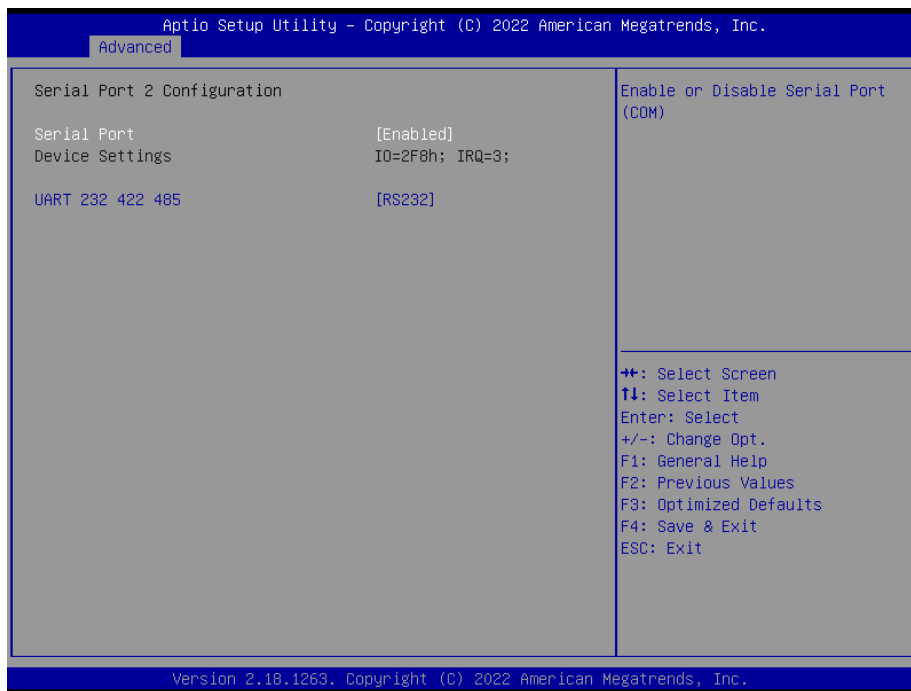 Aptio Setup Utility – Copyright (C) 2022 American Megatrends, Inc.
Advanced
Serial Port 2 Configuration
Serial Port [Enabled]
Device Settings IO=2F8h; IRQ=3;
UART 232 422 485 [RS232]
Enable or Disable Serial Port
(COM)
→←: Select Screen
↑↓: Select Item
Enter: Select
+/-: Change Opt.
F1: General Help
F2: Previous Values
F3: Optimized Defaults
F4: Save & Exit
ESC: Exit
Version 2.18.1263. Copyright (C) 2022 American Megatrends, Inc.